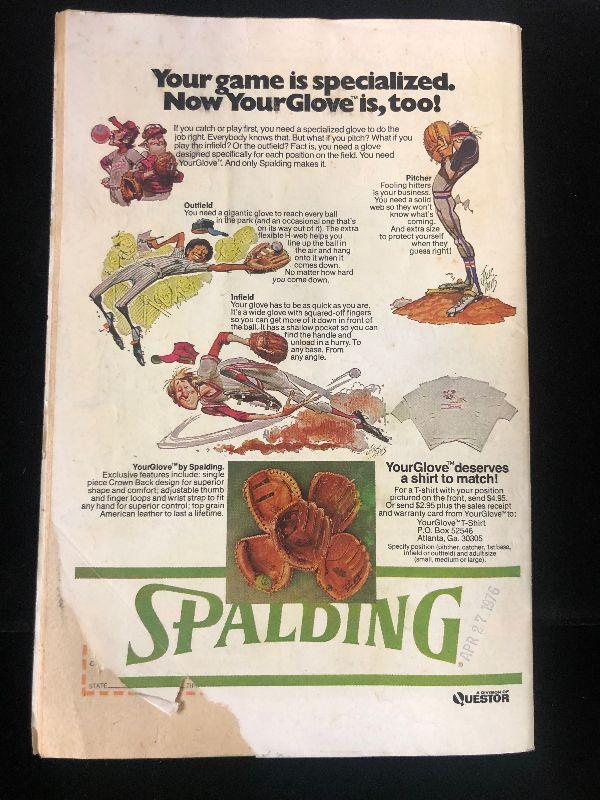 Your game is specialized.
Now YourGlove™ is, too!
If you catch or play first, you need a specialized glove to do the
job right. Everybody knows that. But what if you pitch? What if you
play the infield? Or the outfield? Fact is, you need a glove
designed specifically for each position on the field. You need
YourGlove™. And only Spalding makes it.
Pitcher
Fooling hitters
is your business.
You need a solid
web so they won't
know what's
coming.
And extra size
to protect yourself
when they
guess right!
Outfield
You need a gigantic glove to reach every ball
in the park (and an occasional one that's
on its way out of it). The extra
flexible H-web helps you
line up the ball in
the air and hang
onto it when it
comes down.
No matter how hard
you come down.
Infield
Your glove has to be as quick as you are.
It's a wide glove with squared-off fingers
so you can get more of it down in front of
the ball. It has a shallow pocket so you can
find the handle and
unload in a hurry. To
any base. From
any angle.
YourGlove™ by Spalding.
Exclusive features include: single
piece Crown Back design for superior
shape and comfort; adjustable thumb
and finger loops and wrist strap to fit
any hand for superior control; top grain
American leather to last a lifetime.
YourGlove™ deserves
a shirt to match!
For a T-shirt with your position
pictured on the front, send $4.95.
Or send $2.95 plus the sales receipt
and warranty card from YourGlove™ to:
YourGlove™ T-Shirt
P.O. Box 52546
Atlanta, Ga. 30305
Specify position (pitcher, catcher, 1st base,
infield or outfield) and adult size
(small, medium or large).
SPALDING®
APR 27 1976
STATE
A DIVISION OF
QUESTOR